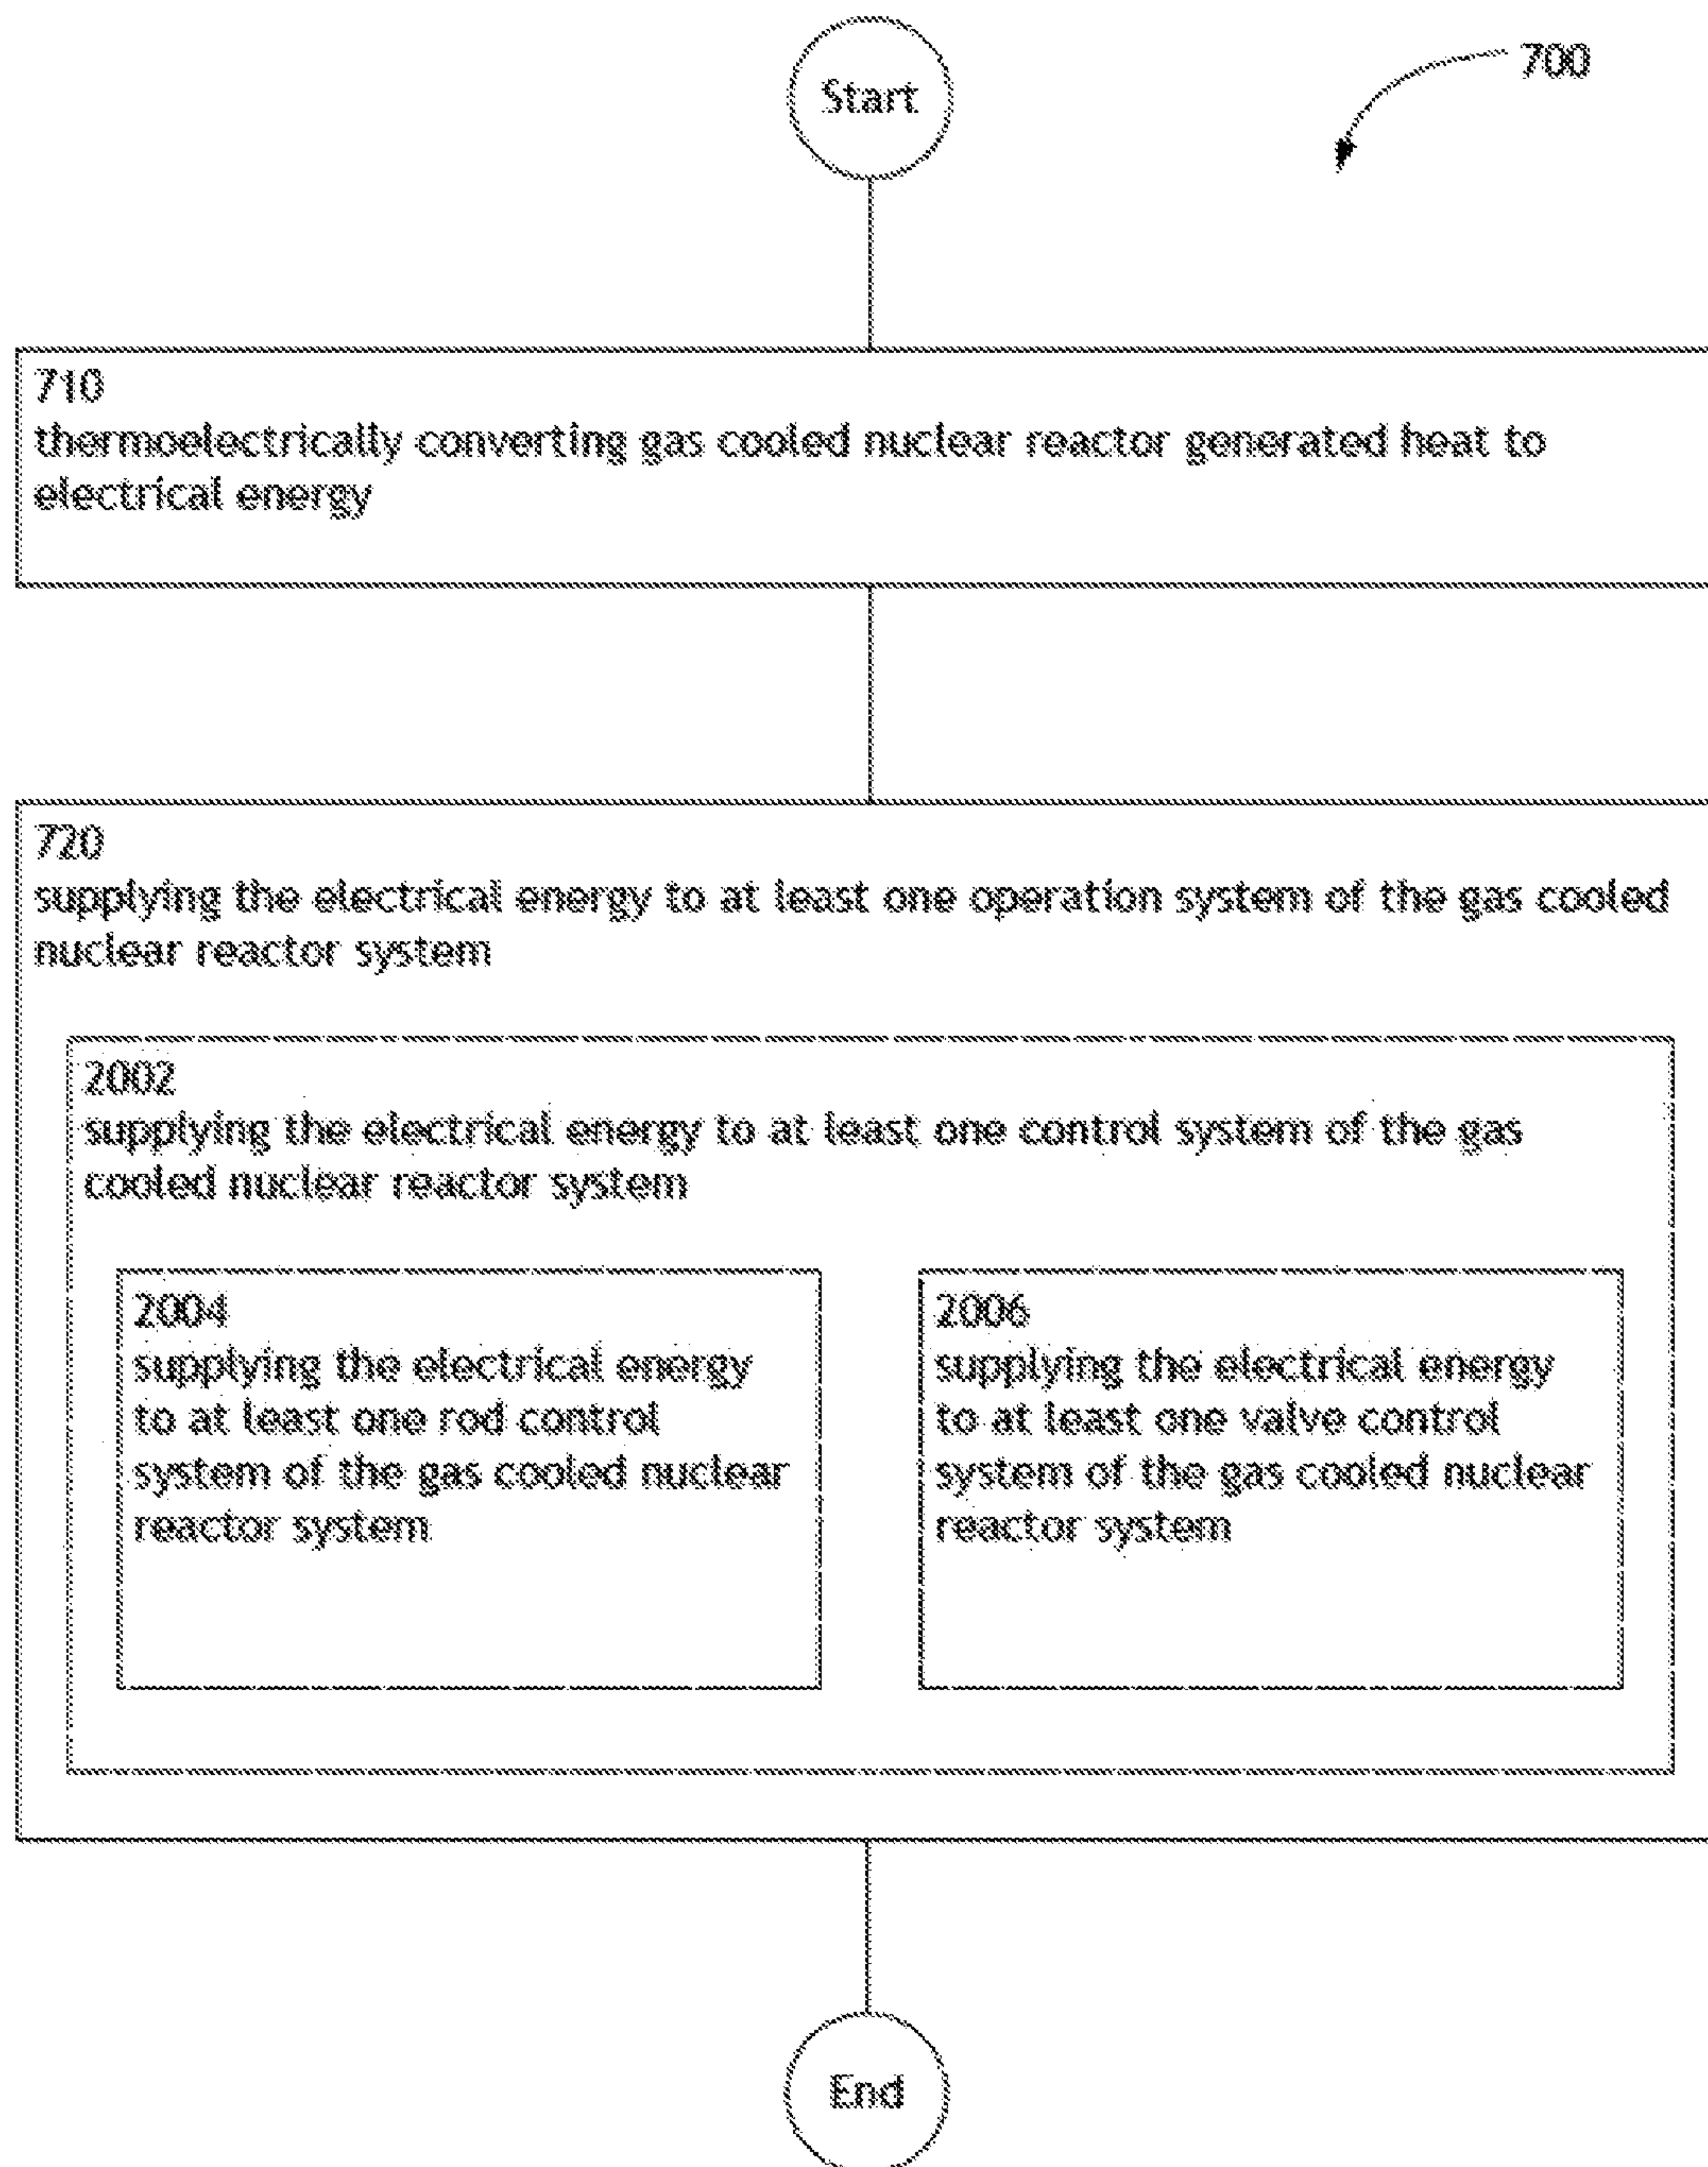 Start
700
710
thermoelectrically converting gas cooled nuclear reactor generated heat to
electrical energy
720
supplying the electrical energy to at least one operation system of the gas cooled
nuclear reactor system
2002
supplying the electrical energy to at least one control system of the gas
cooled nuclear reactor system
2004
supplying the electrical energy
to at least one rod control
system of the gas cooled nuclear
reactor system
2006
supplying the electrical energy
to at least one valve control
system of the gas cooled nuclear
reactor system
End